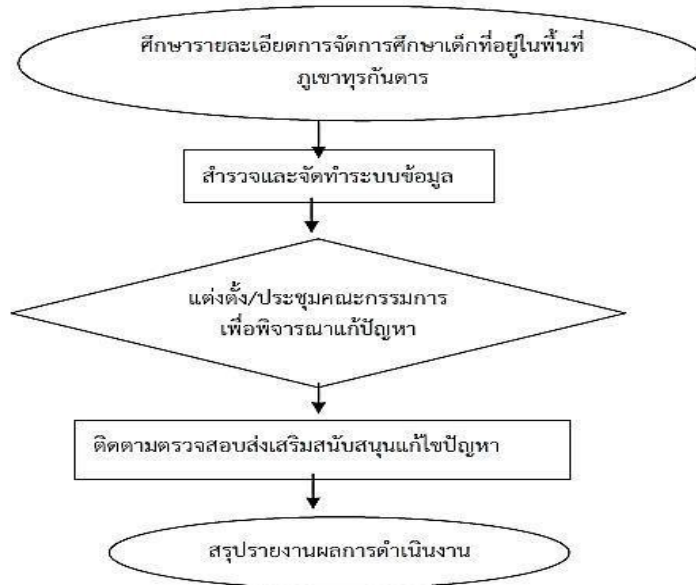 ศึกษารายละเอียดการจัดการศึกษาเด็กที่อยู่ในพื้นที่
ภูเขาทุรกันดาร
สำรวจและจัดทำระบบข้อมูล
แต่งตั้ง/ประชุมคณะกรรมการ
เพื่อพิจารณาแก้ปัญหา
ติดตามตรวจสอบส่งเสริมสนับสนุนแก้ไขปัญหา
สรุปรายงานผลการดำเนินงาน